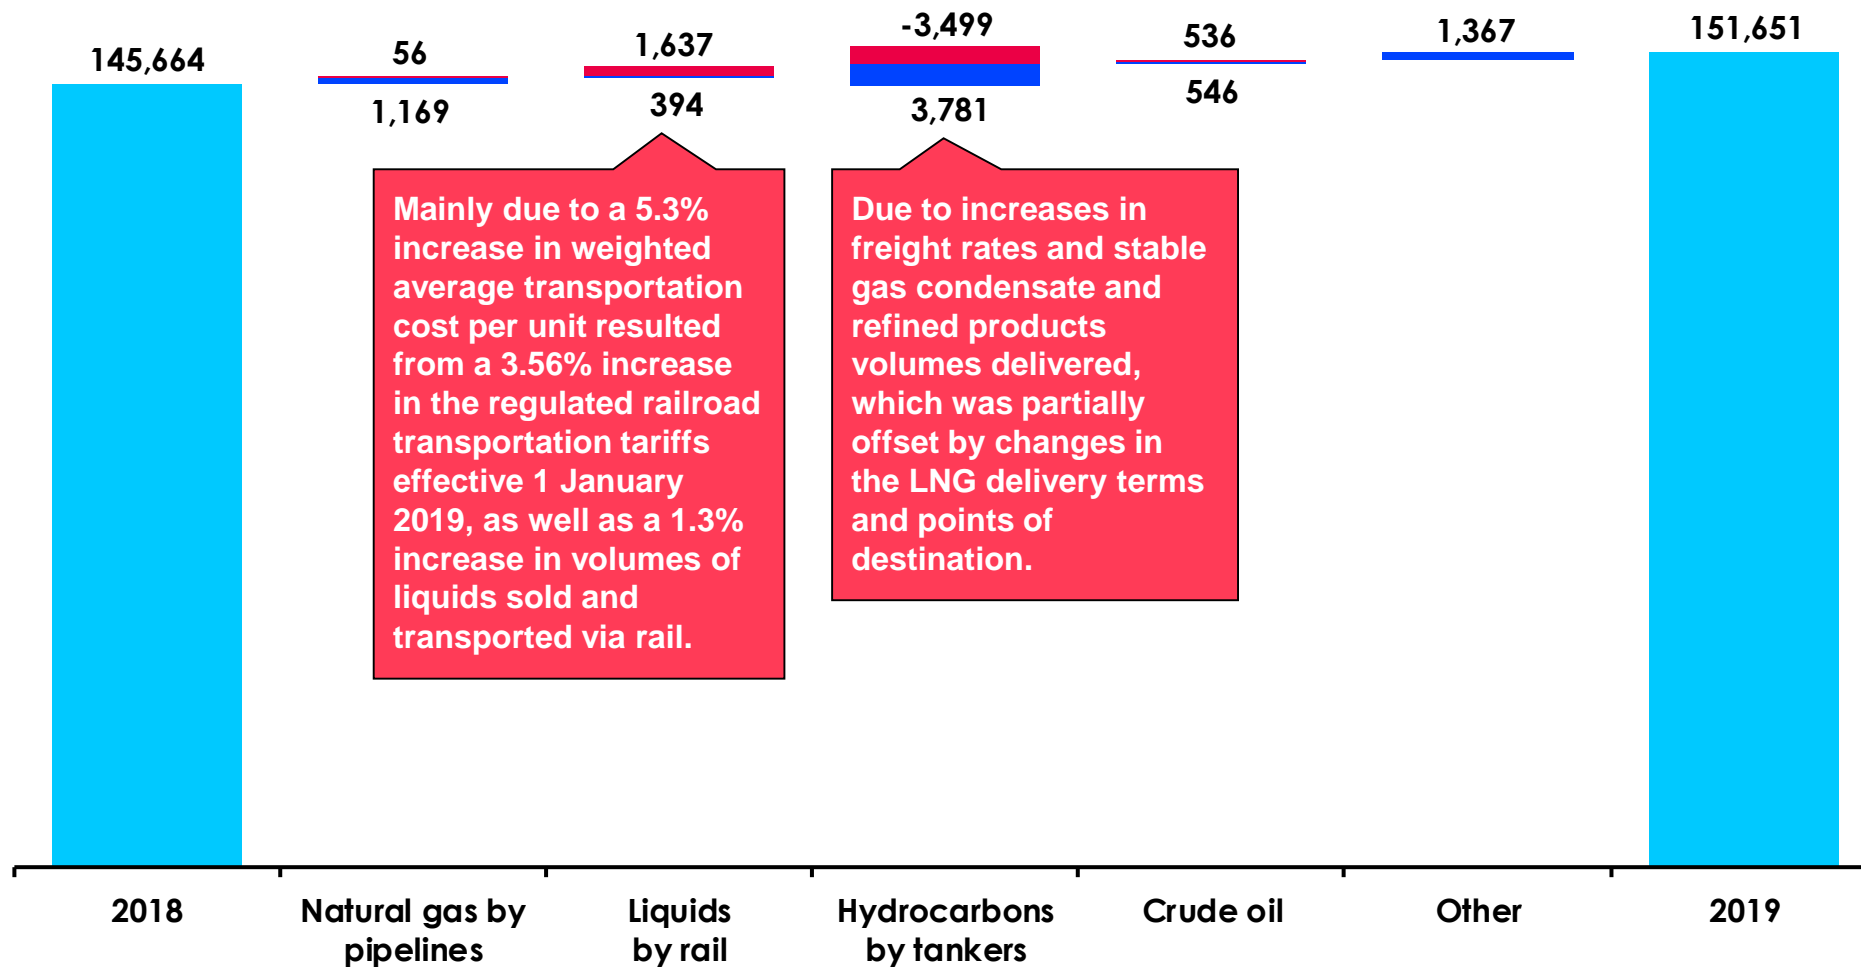 145,664
56
1,169
1,637
394
-3,499
3,781
536
546
1,367
151,651
Mainly due to a 5.3%
increase in weighted
average transportation
cost per unit resulted
from a 3.56% increase
in the regulated railroad
transportation tariffs
effective 1 January
2019, as well as a 1.3%
increase in volumes of
liquids sold and
transported via rail.
Due to increases in
freight rates and stable
gas condensate and
refined products
volumes delivered,
which was partially
offset by changes in
the LNG delivery terms
and points of
destination.
2018
Natural gas by
pipelines
Liquids
by rail
Hydrocarbons
by tankers
Crude oil
Other
2019